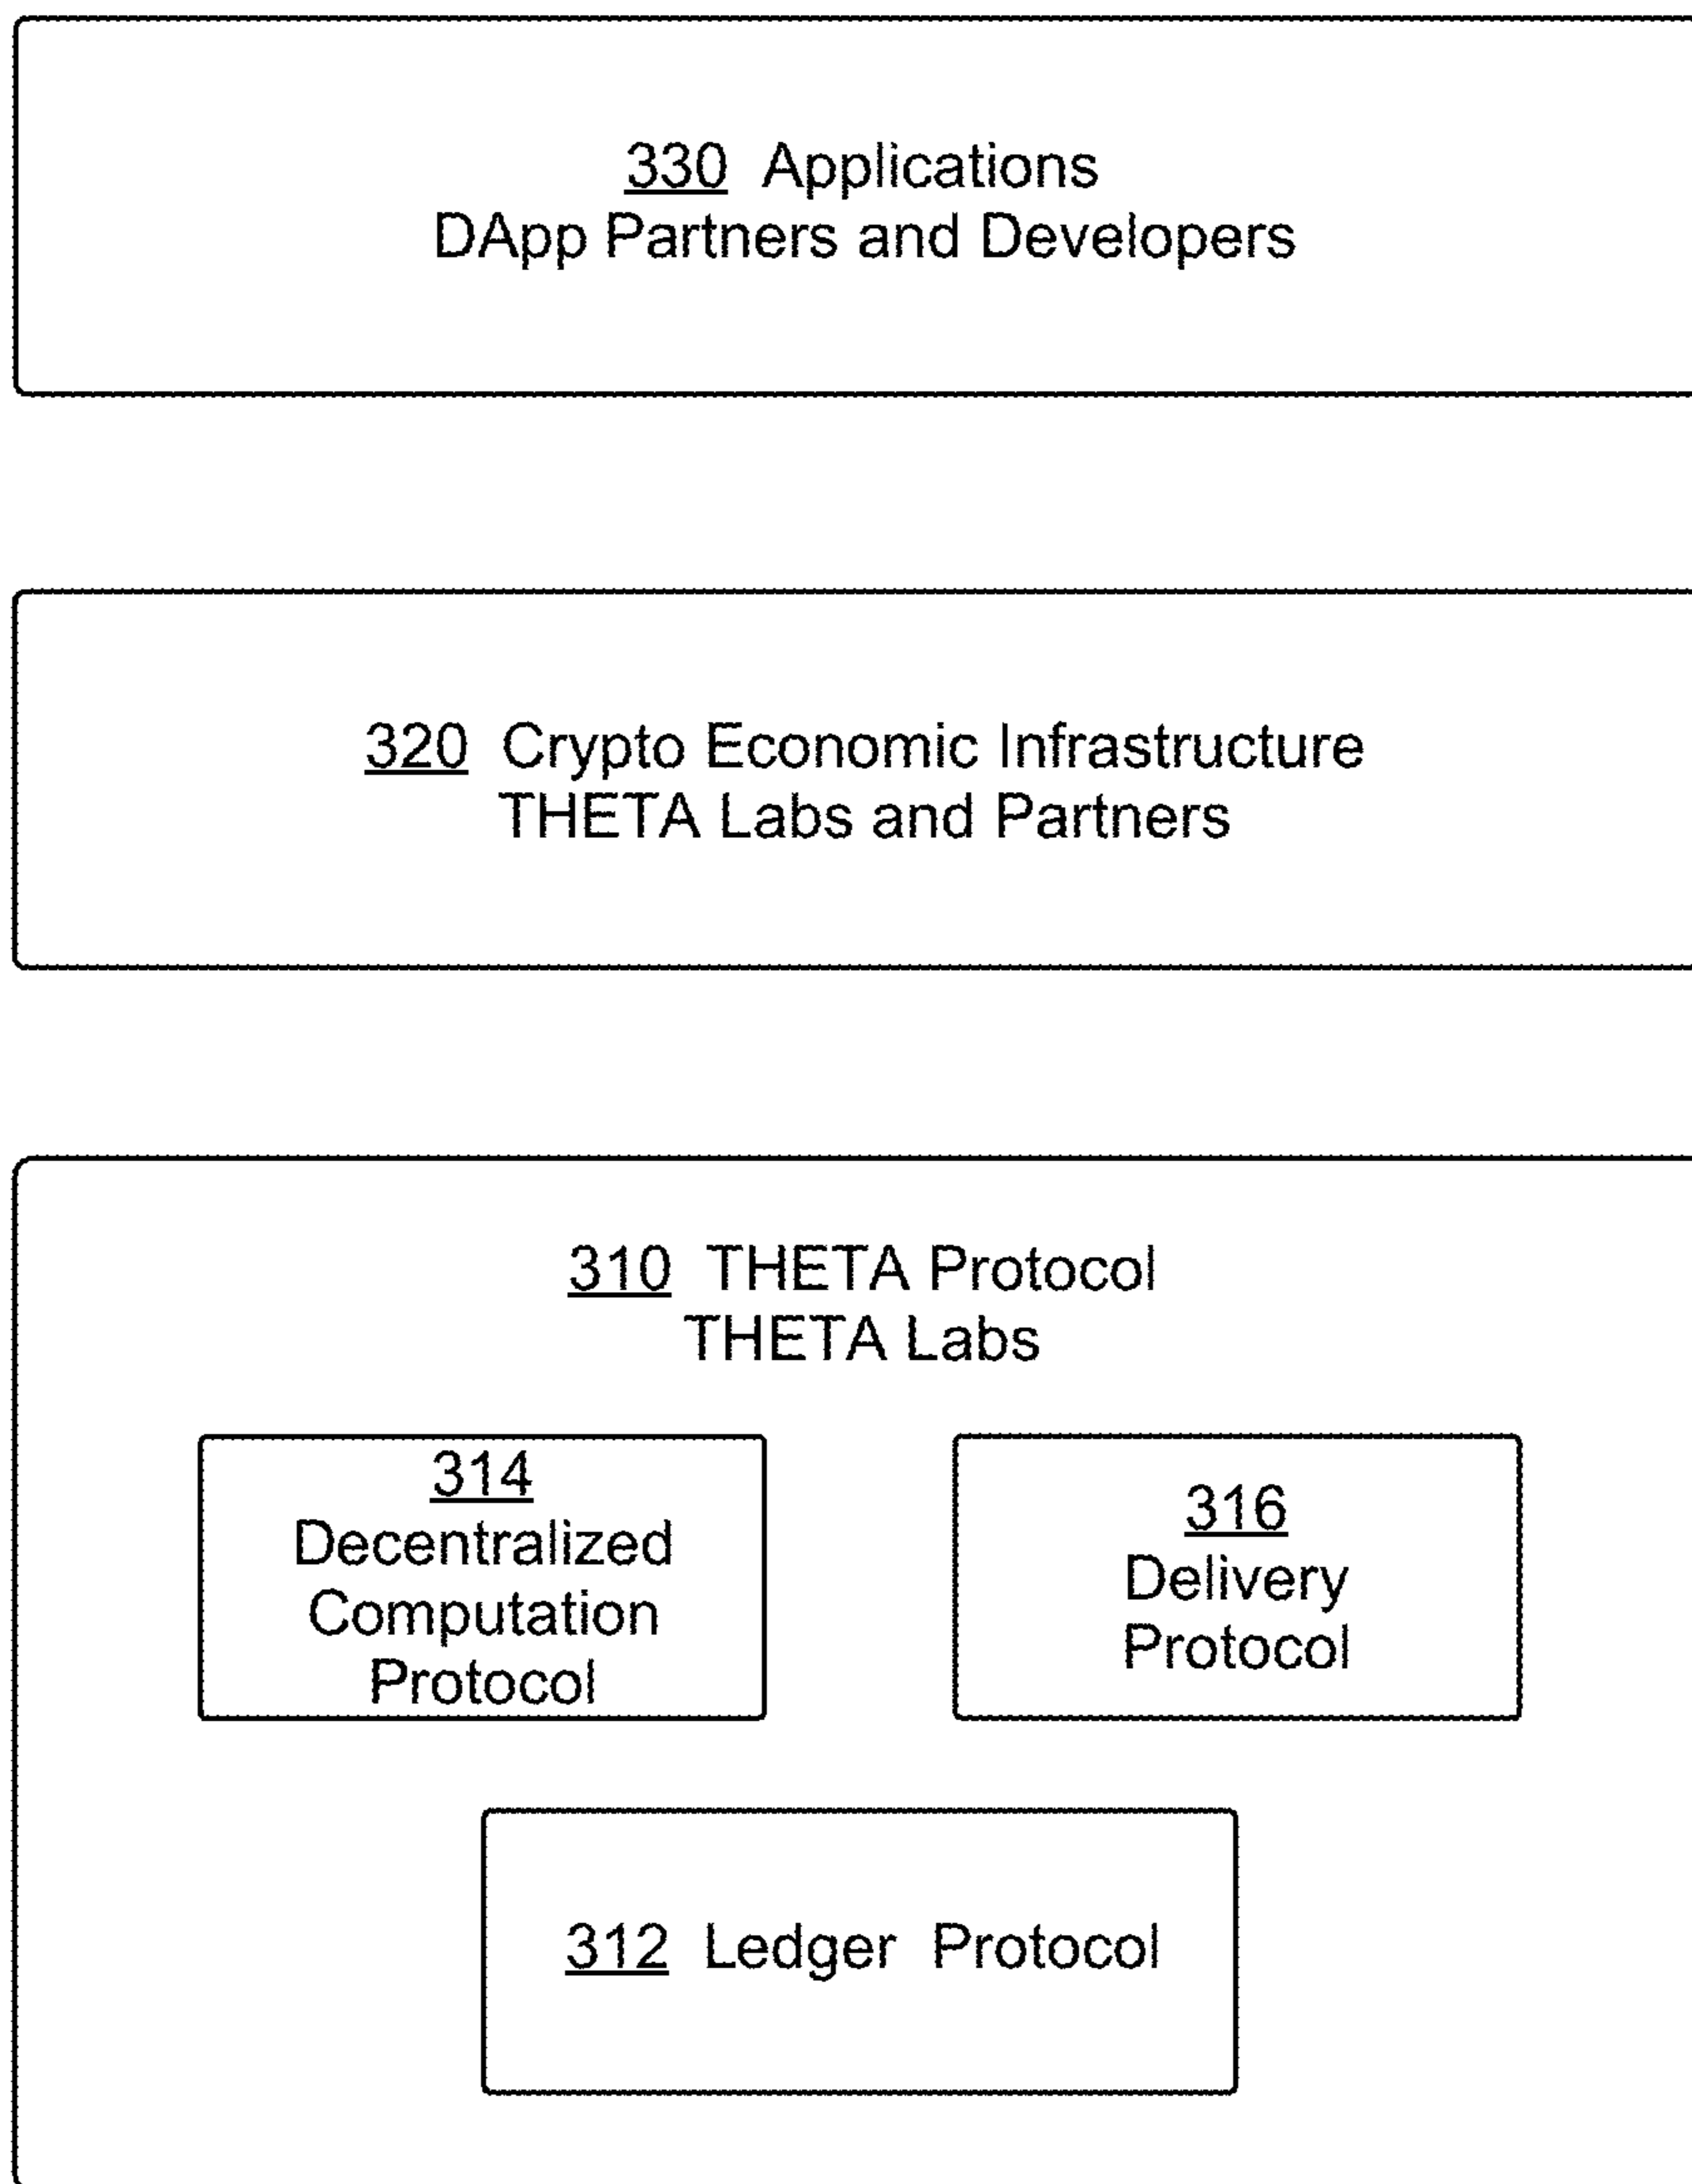 330 Applications
DApp Partners and Developers
320 Crypto Economic Infrastructure
THETA Labs and Partners
310 THETA Protocol
THETA Labs
314
Decentralized
Computation
Protocol
316
Delivery
Protocol
312 Ledger Protocol